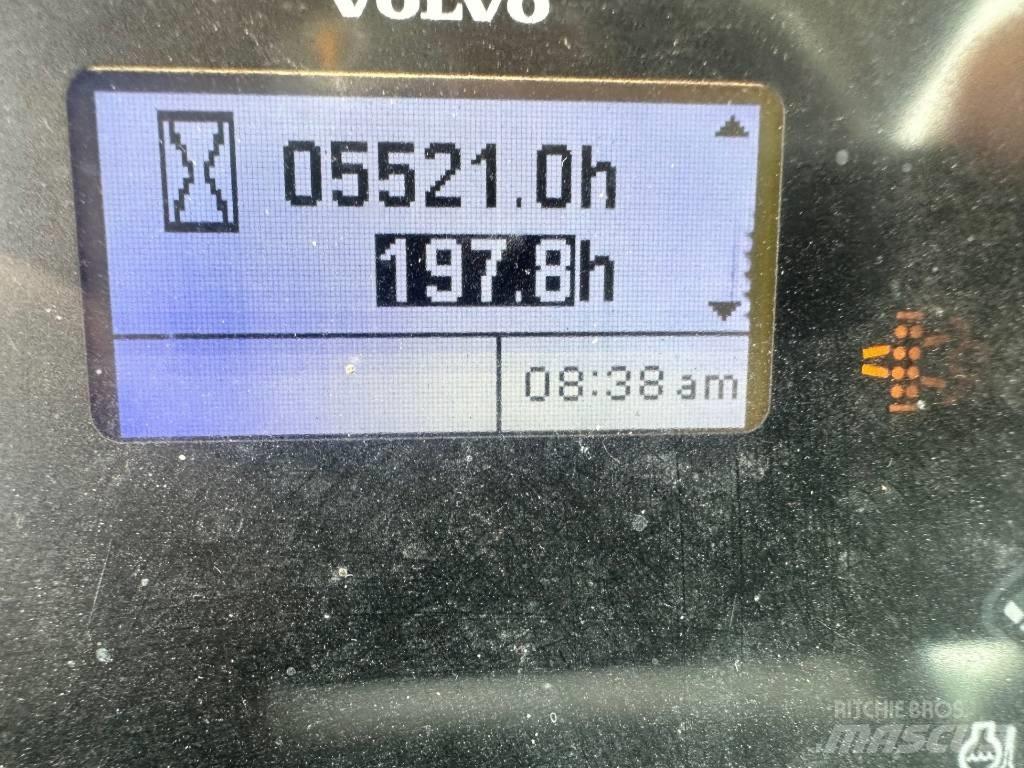 VOLVO
05521.0h
197.8h
08:38 am
RITCHIE BROS.
MASCUS